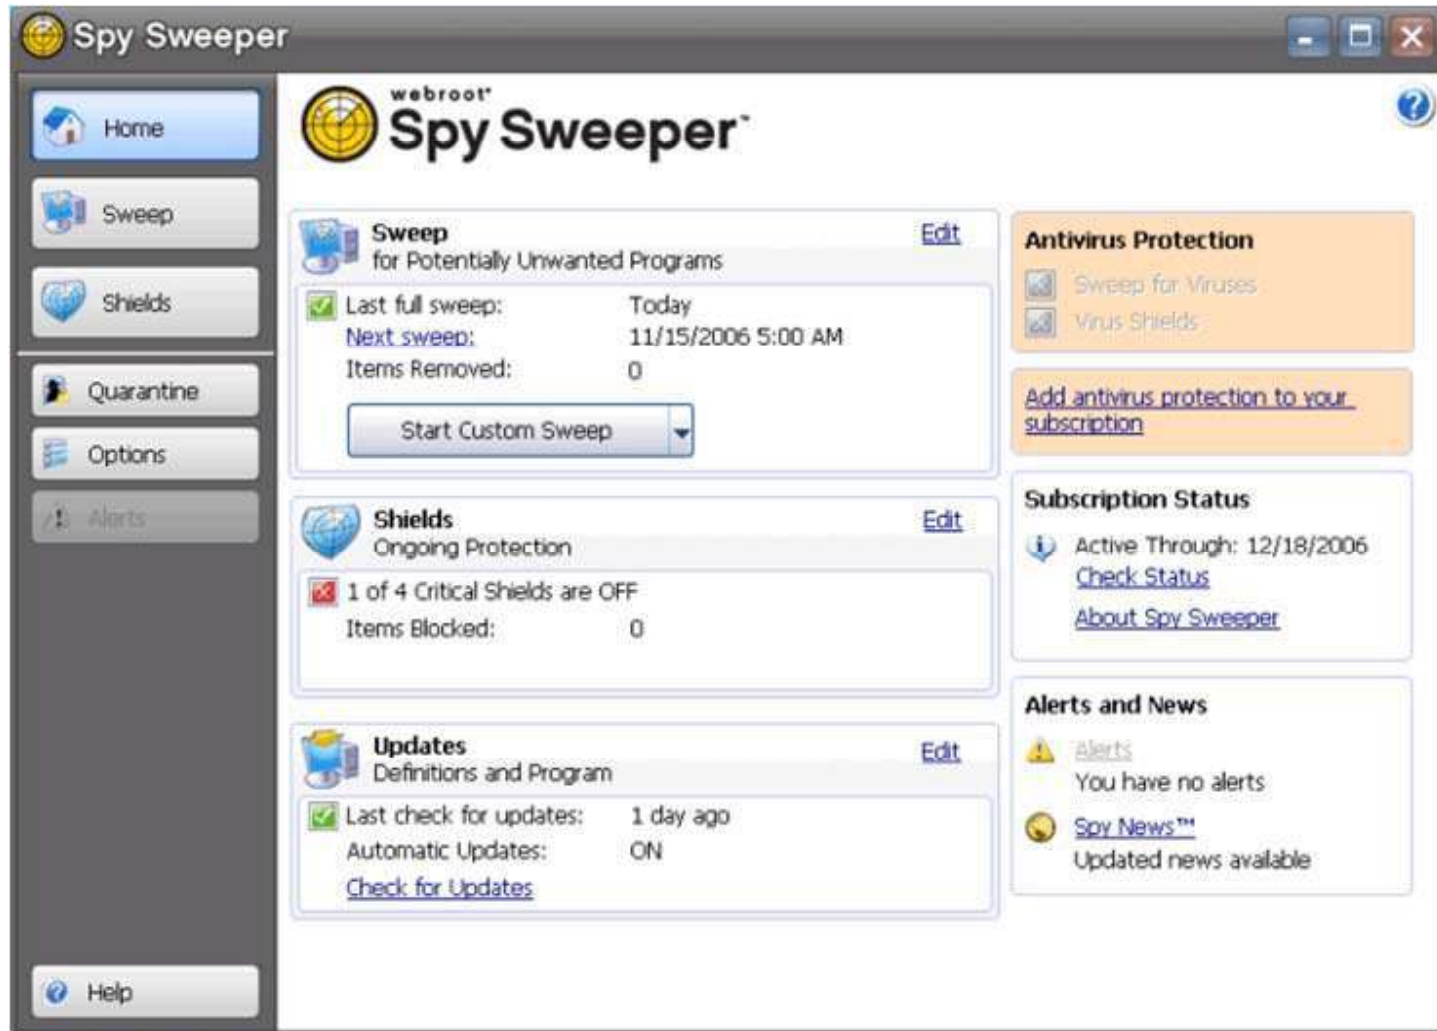 Spy Sweeper
Home
Sweep
Shields
Quarantine
Options
Alerts
Help
webroot®
Spy Sweeper™
Sweep
for Potentially Unwanted Programs
Edit
Last full sweep: Today
Next sweep: 11/15/2006 5:00 AM
Items Removed: 0
Start Custom Sweep
Shields
Ongoing Protection
Edit
1 of 4 Critical Shields are OFF
Items Blocked: 0
Updates
Definitions and Program
Edit
Last check for updates: 1 day ago
Automatic Updates: ON
Check for Updates
Antivirus Protection
Sweep for Viruses
Virus Shields
Add antivirus protection to your
subscription
Subscription Status
Active Through: 12/18/2006
Check Status
About Spy Sweeper
Alerts and News
Alerts
You have no alerts
Spy News™
Updated news available